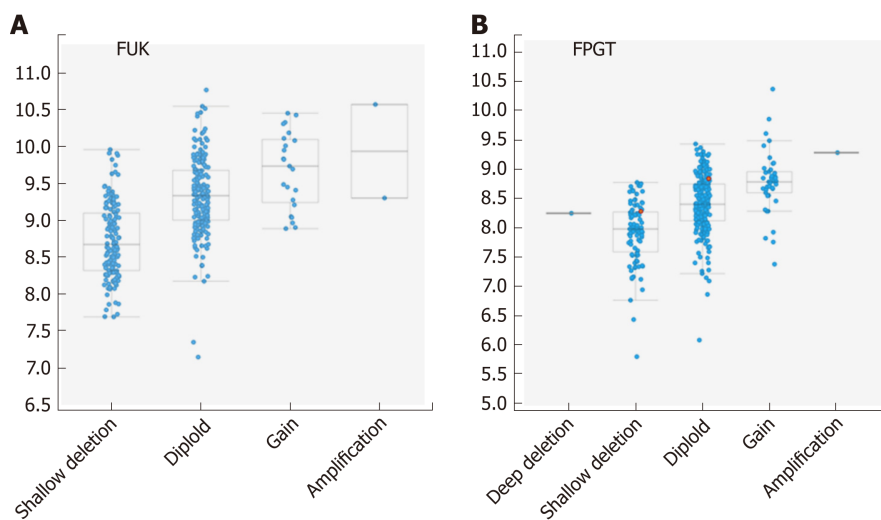 A
FUK
11.0
10.5
10.0
9.5
9.0
8.5
8.0
7.5
7.0
6.5
Shallow deletion
Diploid
Gain
Amplification
B
FPGT
11.0
10.5
10.0
9.5
9.0
8.5
8.0
7.5
7.0
6.5
6.0
5.5
5.0
Deep deletion
Shallow deletion
Diploid
Gain
Amplification